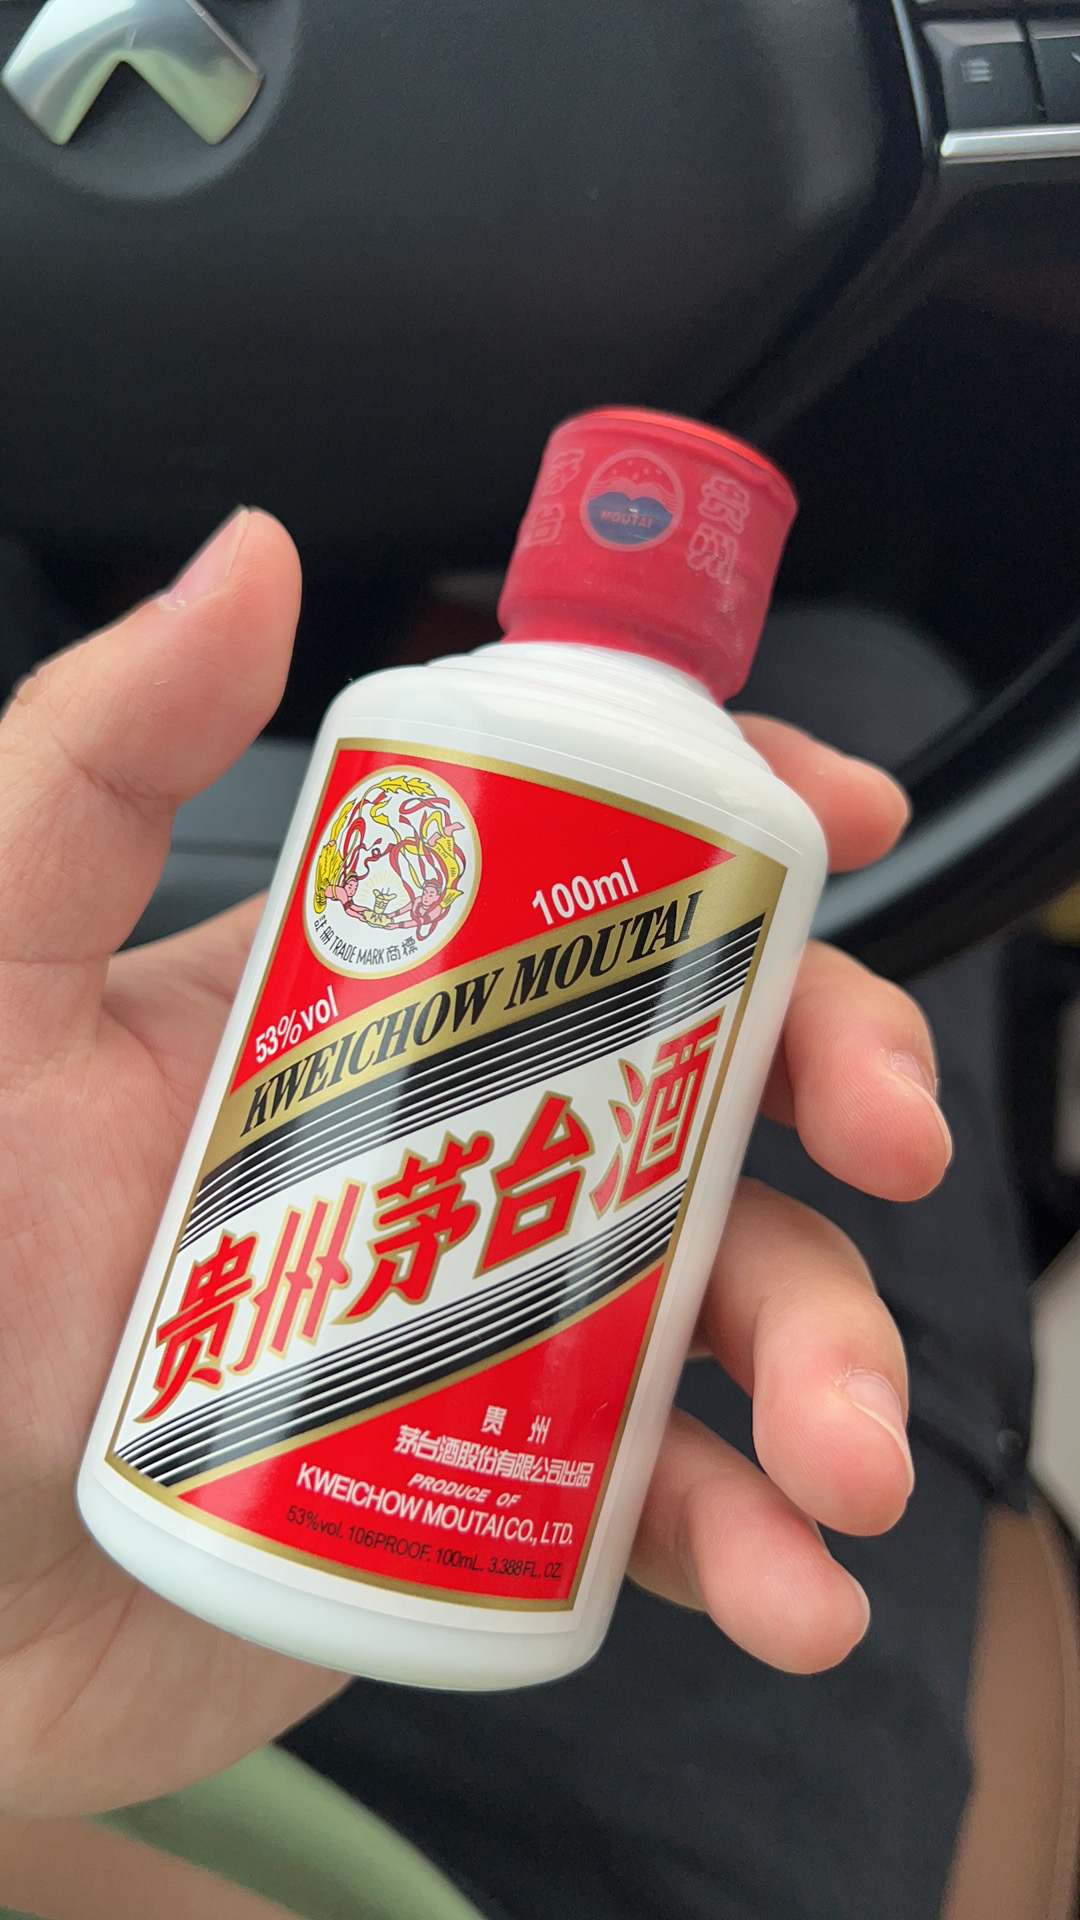 贵州
茅台
MOUTAI
100ml
註册 TRADE MARK 商標
53%vol
KWEICHOW MOUTAI
贵州茅台酒
贵 州
茅台酒股份有限公司出品
PRODUCE OF
KWEICHOW MOUTAI CO., LTD.
53%vol. 106PROOF. 100mL. 3.388FL. OZ.